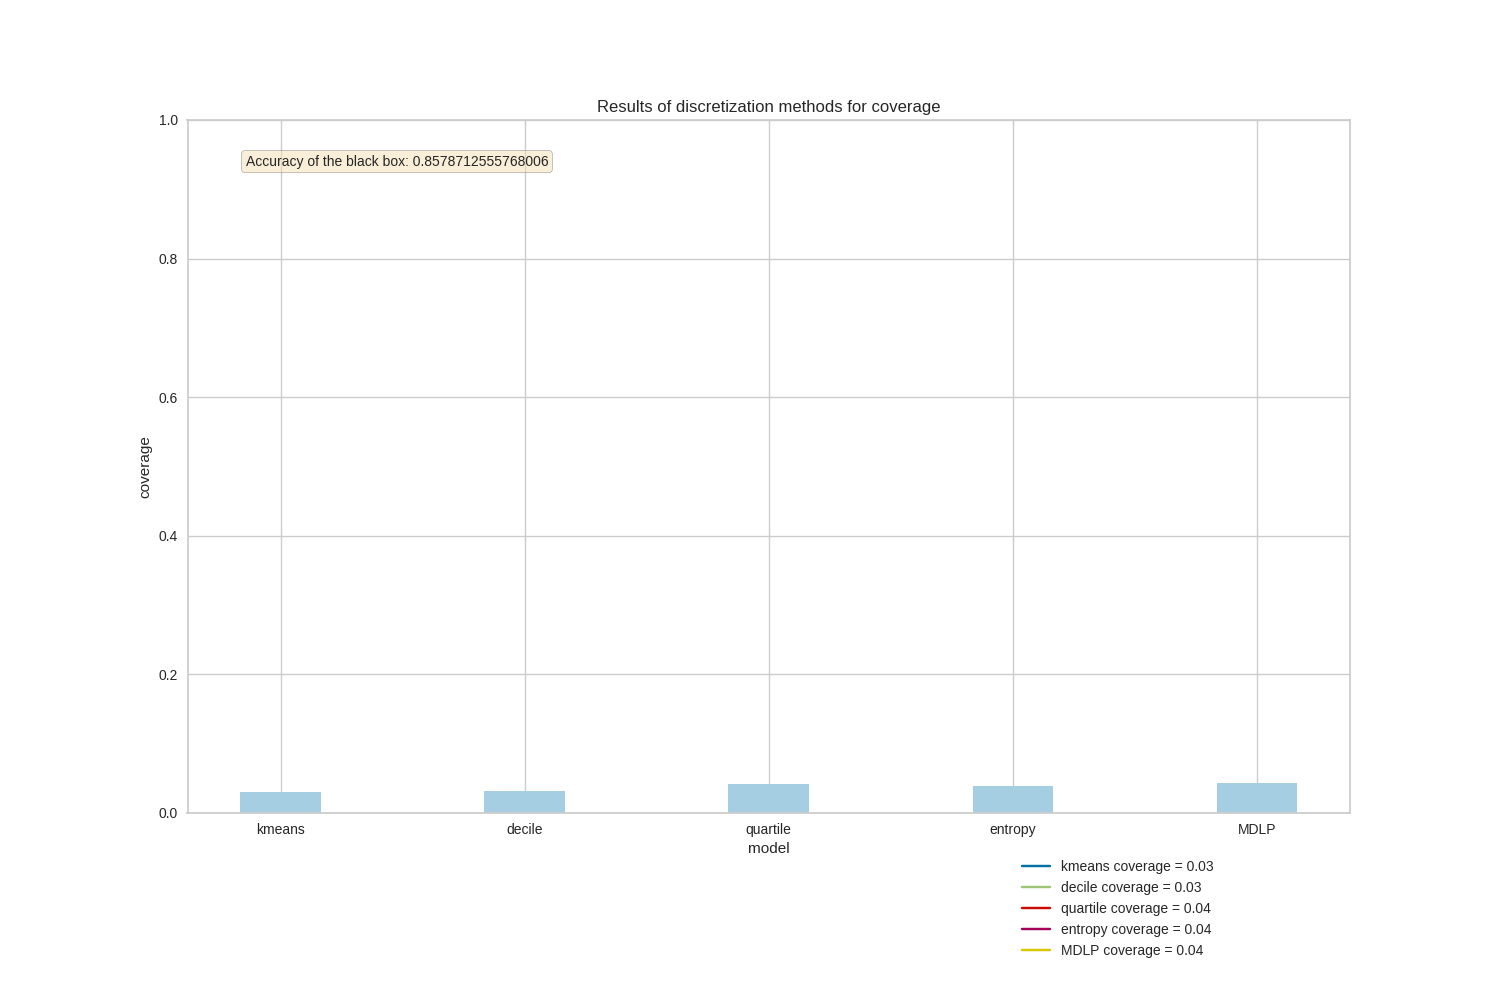 Results of discretization methods for coverage
1.0
Accuracy of the black box: 0.8578712555768006
0.8
0.6
coverage
0.4
0.2
0.0
kmeans decile quartile entropy MDLP
model
kmeans coverage = 0.03
decile coverage = 0.03
quartile coverage = 0.04
entropy coverage = 0.04
MDLP coverage = 0.04